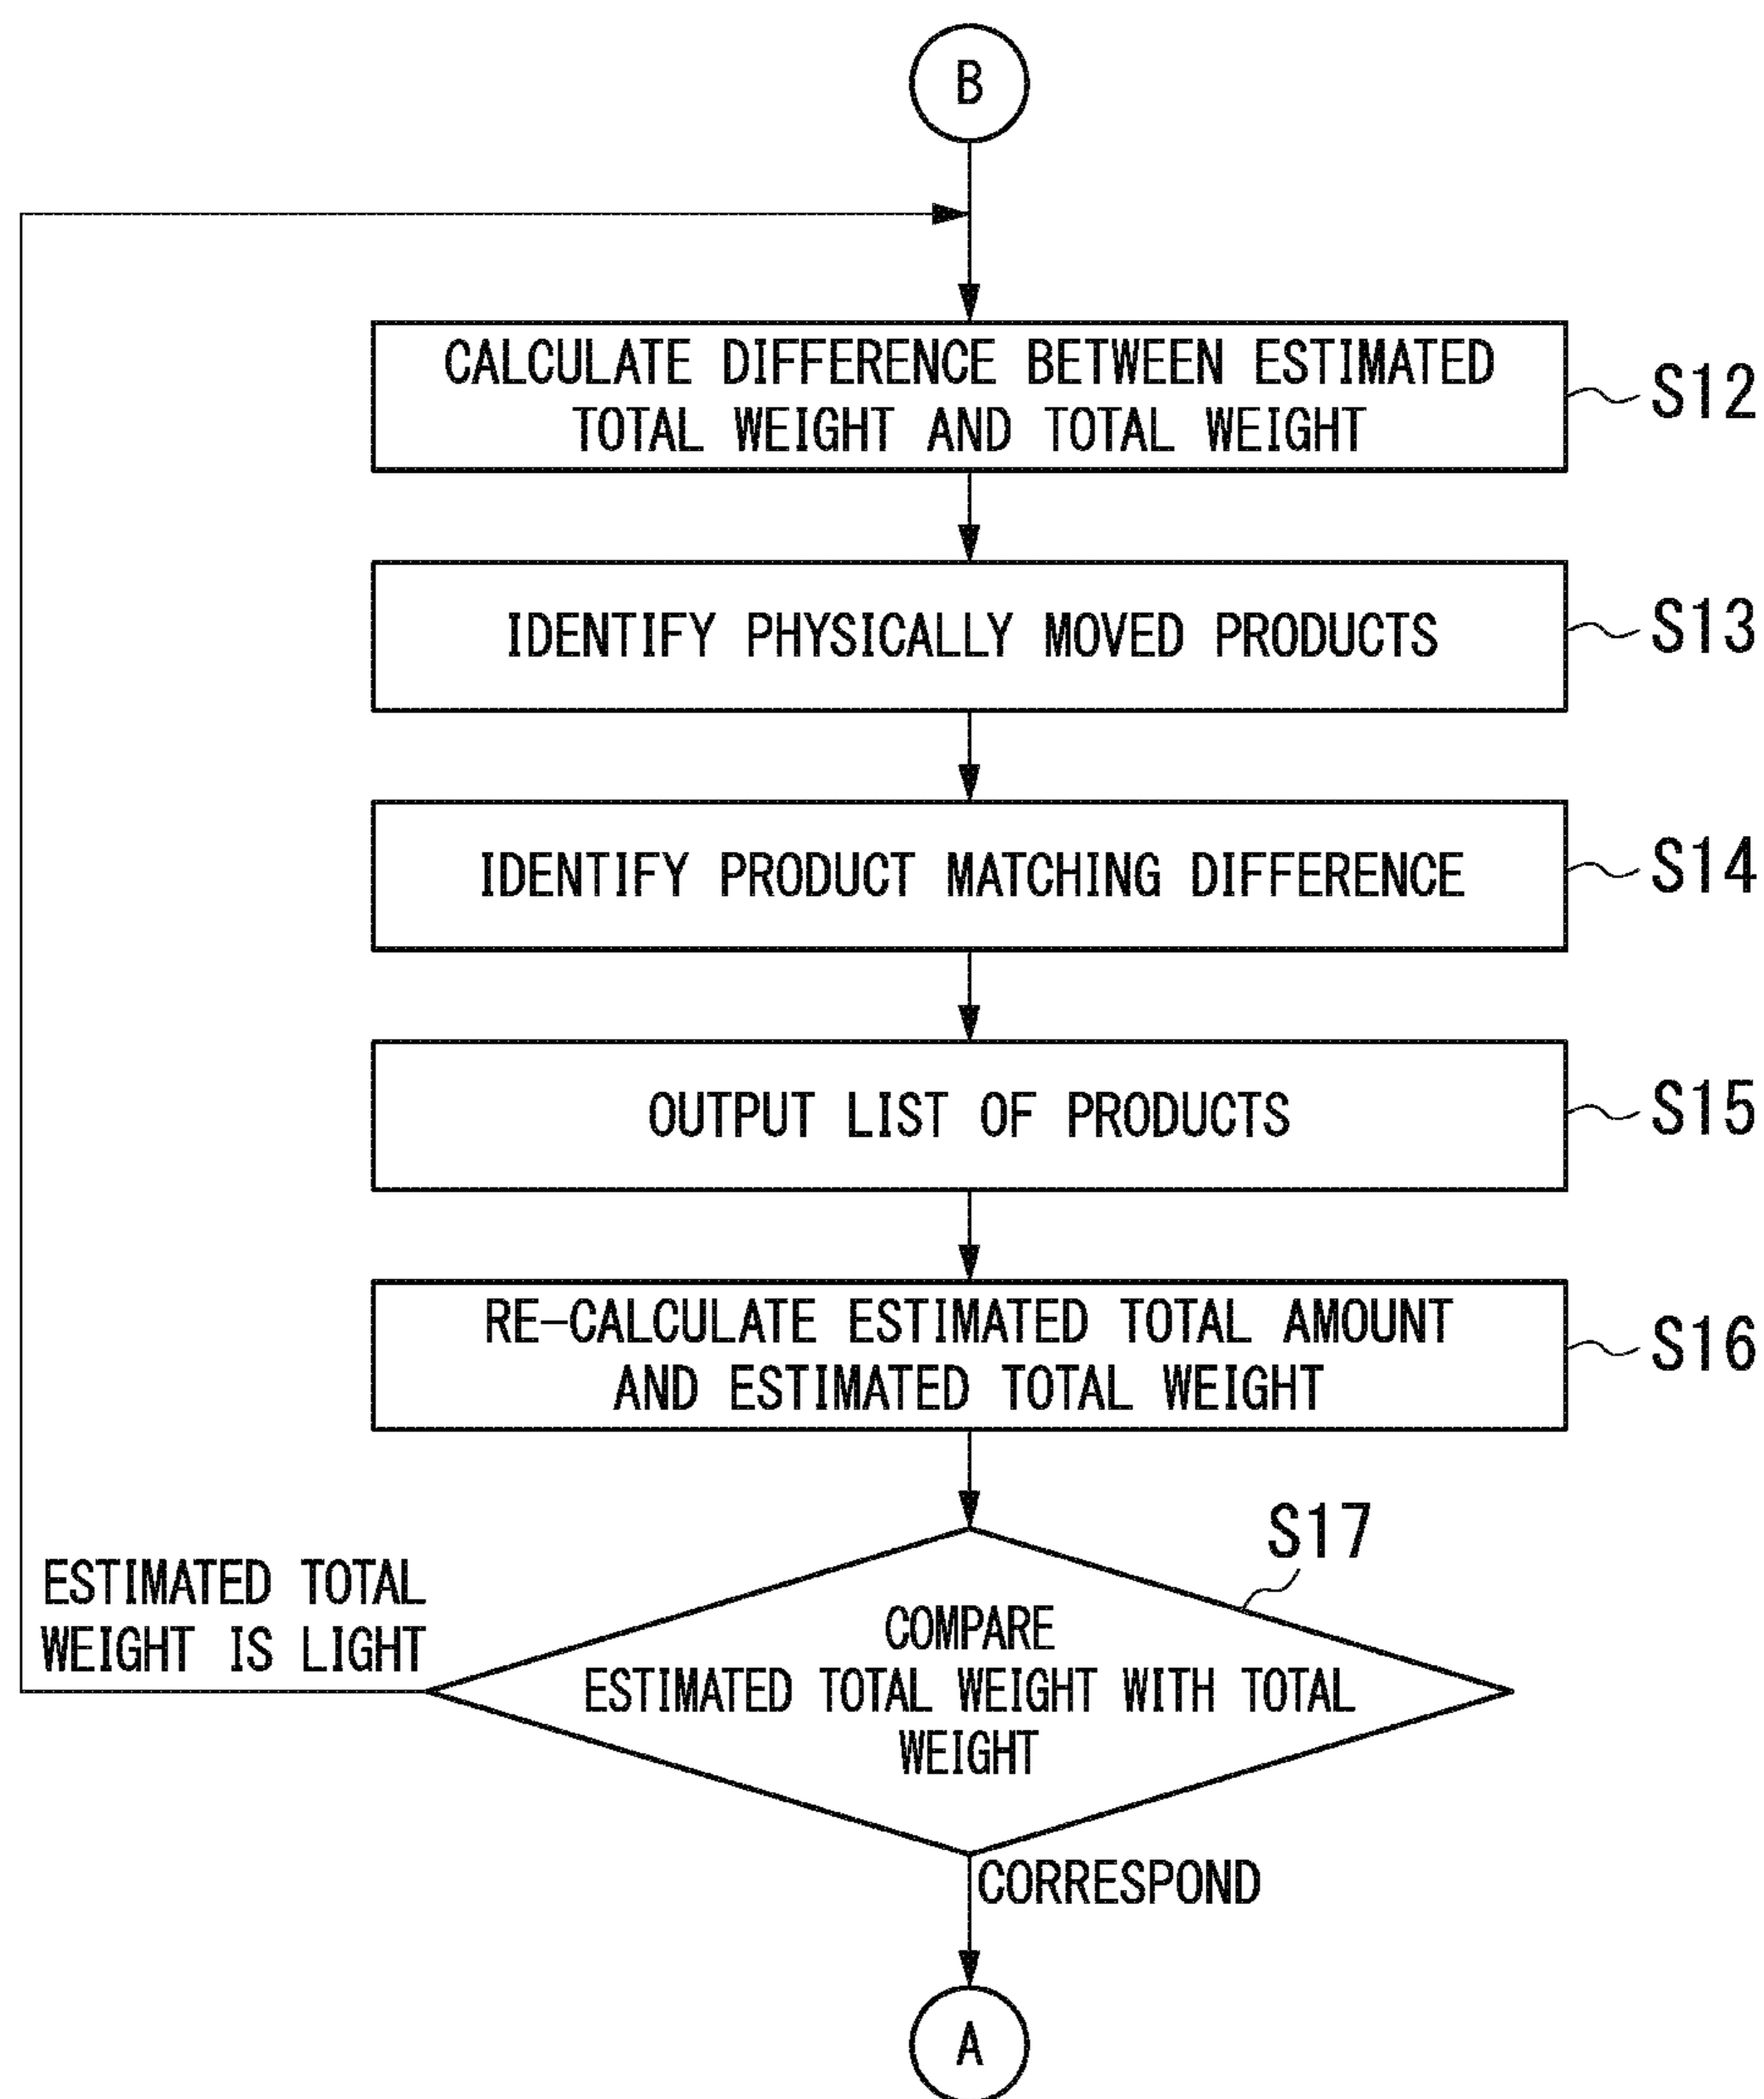 B
CALCULATE DIFFERENCE BETWEEN ESTIMATED
TOTAL WEIGHT AND TOTAL WEIGHT
S12
IDENTIFY PHYSICALLY MOVED PRODUCTS
S13
IDENTIFY PRODUCT MATCHING DIFFERENCE
S14
OUTPUT LIST OF PRODUCTS
S15
RE-CALCULATE ESTIMATED TOTAL AMOUNT
AND ESTIMATED TOTAL WEIGHT
S16
S17
ESTIMATED TOTAL
WEIGHT IS LIGHT
COMPARE
ESTIMATED TOTAL WEIGHT WITH TOTAL
WEIGHT
CORRESPOND
A